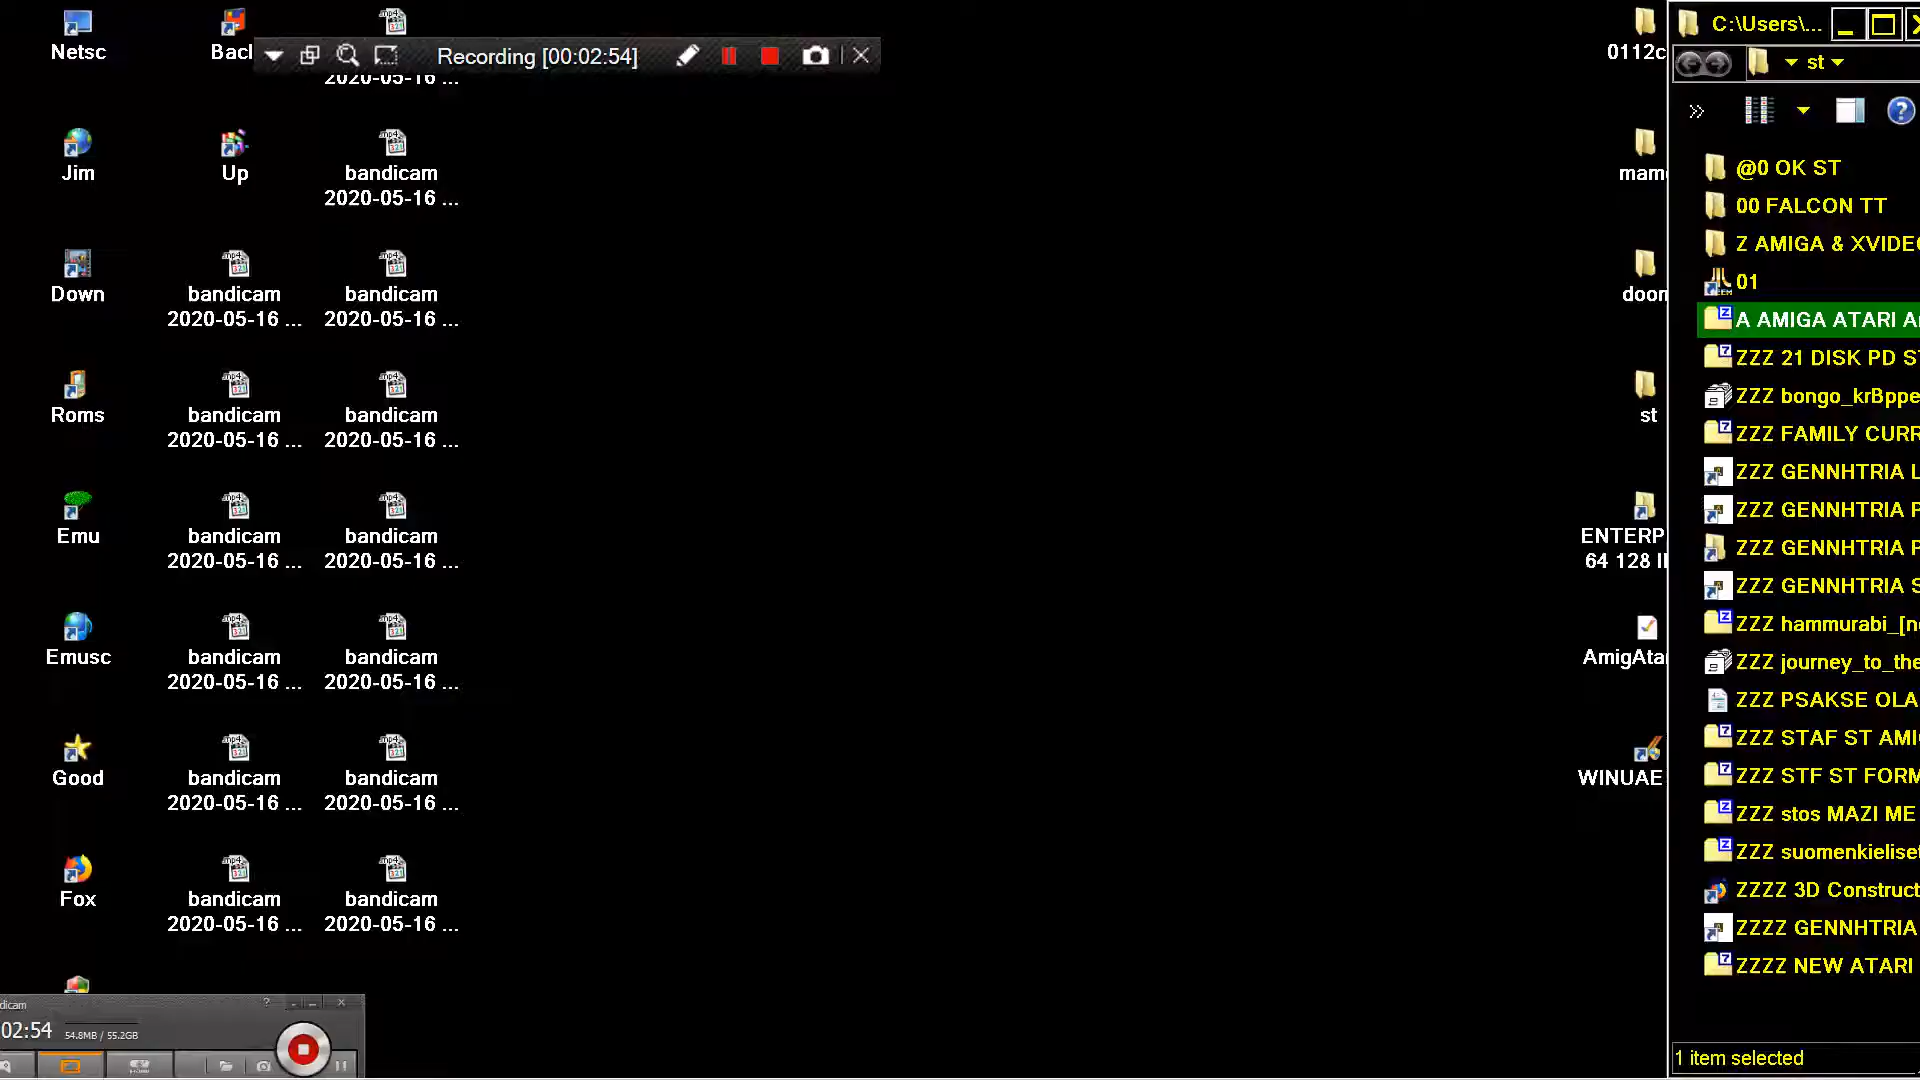 Netsc
Jim
Down
Roms
Emu
Emusc
Good
Fox
Bacl
Up
bandicam
2020-05-16 ...
bandicam
2020-05-16 ...
bandicam
2020-05-16 ...
bandicam
2020-05-16 ...
bandicam
2020-05-16 ...
bandicam
2020-05-16 ...
2020-05-16 ...
bandicam
2020-05-16 ...
bandicam
2020-05-16 ...
bandicam
2020-05-16 ...
bandicam
2020-05-16 ...
bandicam
2020-05-16 ...
bandicam
2020-05-16 ...
bandicam
2020-05-16 ...
Recording [00:02:54]
dicam
02:54
54.8MB / 55.2GB
0112c
mam
doom
st
ENTERP
64 128 II
AmigAtar
WINUAE
C:\Users\...
st
@0 OK ST
00 FALCON TT
Z AMIGA & XVIDEO
01
A AMIGA ATARI A
ZZZ 21 DISK PD ST
ZZZ bongo_krBppe
ZZZ FAMILY CURR
ZZZ GENNHTRIA L
ZZZ GENNHTRIA P
ZZZ GENNHTRIA P
ZZZ GENNHTRIA S
ZZZ hammurabi_[n
ZZZ journey_to_the
ZZZ PSAKSE OLA
ZZZ STAF ST AMI
ZZZ STF ST FORM
ZZZ stos MAZI ME
ZZZ suomenkieliset
ZZZZ 3D Construct
ZZZZ GENNHTRIA
ZZZZ NEW ATARI
1 item selected